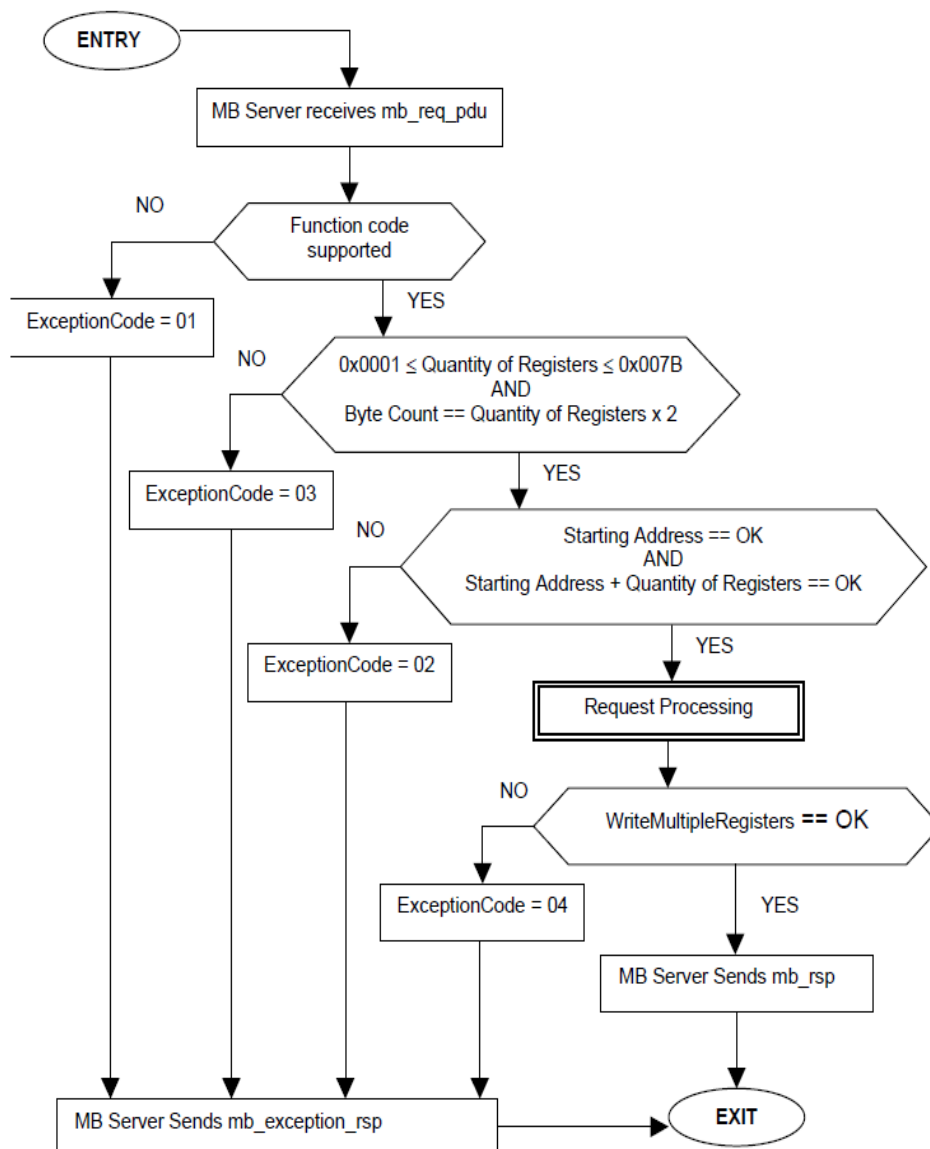 ENTRY
MB Server receives mb_req_pdu
NO
Function code
supported
YES
ExceptionCode = 01
NO
0x0001 ≤ Quantity of Registers ≤ 0x007B
AND
Byte Count == Quantity of Registers x 2
YES
ExceptionCode = 03
NO
Starting Address == OK
AND
Starting Address + Quantity of Registers == OK
YES
ExceptionCode = 02
Request Processing
NO
WriteMultipleRegisters == OK
YES
ExceptionCode = 04
MB Server Sends mb_rsp
MB Server Sends mb_exception_rsp
EXIT